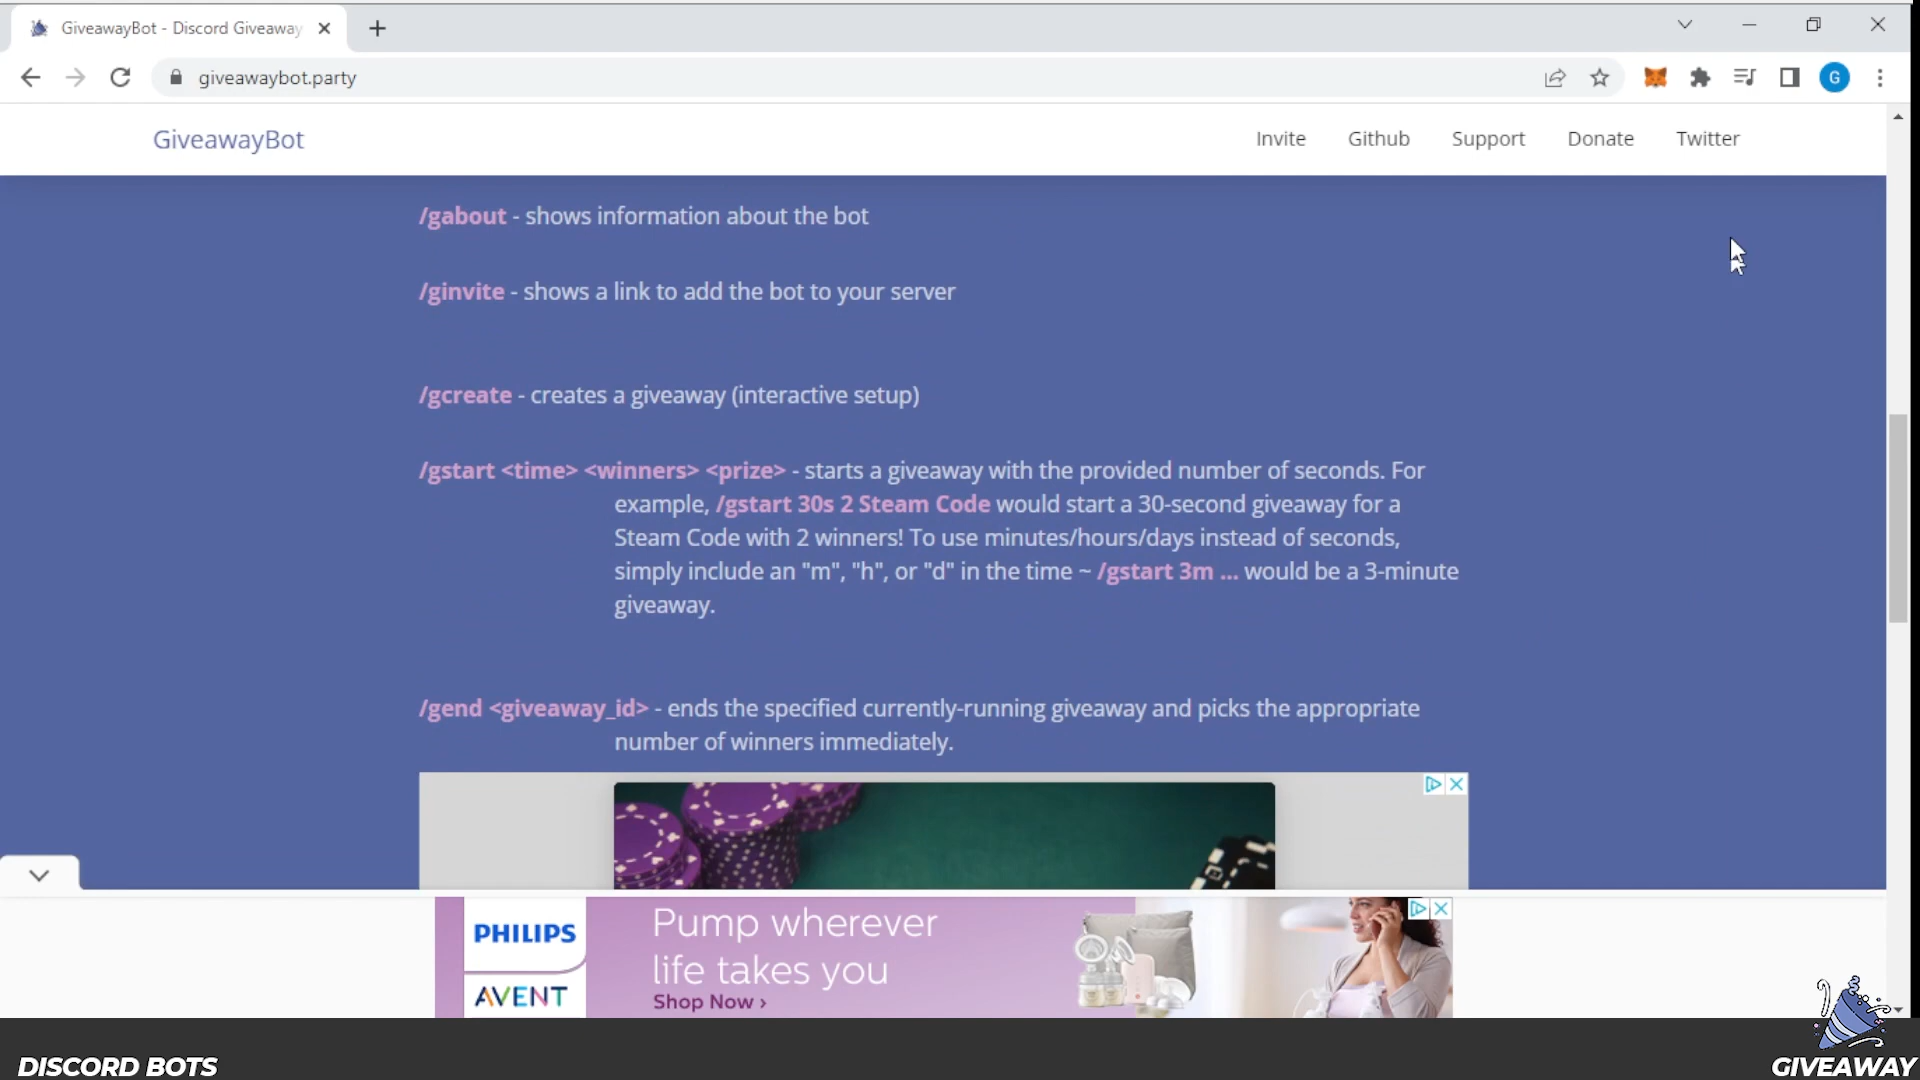 GiveawayBot - Discord Giveaway
giveawaybot.party
G
GiveawayBot
Invite Github Support Donate Twitter
/gabout - shows information about the bot
/ginvite - shows a link to add the bot to your server
/gcreate - creates a giveaway (interactive setup)
/gstart <time> <winners> <prize> - starts a giveaway with the provided number of seconds. For
example, /gstart 30s 2 Steam Code would start a 30-second giveaway for a
Steam Code with 2 winners! To use minutes/hours/days instead of seconds,
simply include an "m", "h", or "d" in the time ~ /gstart 3m ... would be a 3-minute
giveaway.
/gend <giveaway_id> - ends the specified currently-running giveaway and picks the appropriate
number of winners immediately.
PHILIPS
AVENT
Pump wherever
life takes you
Shop Now ›
DISCORD BOTS
GIVEAWAY